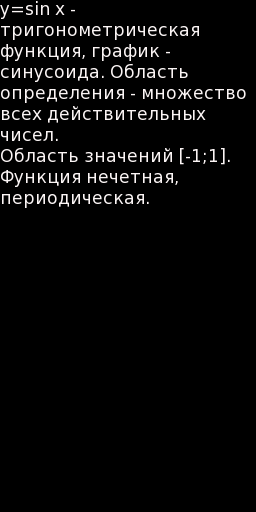 y=sin x -
тригонометрическая
функция, график -
синусоида. Область
определения - множество
всех действительных
чисел.
Область значений [-1;1].
Функция нечетная,
периодическая.